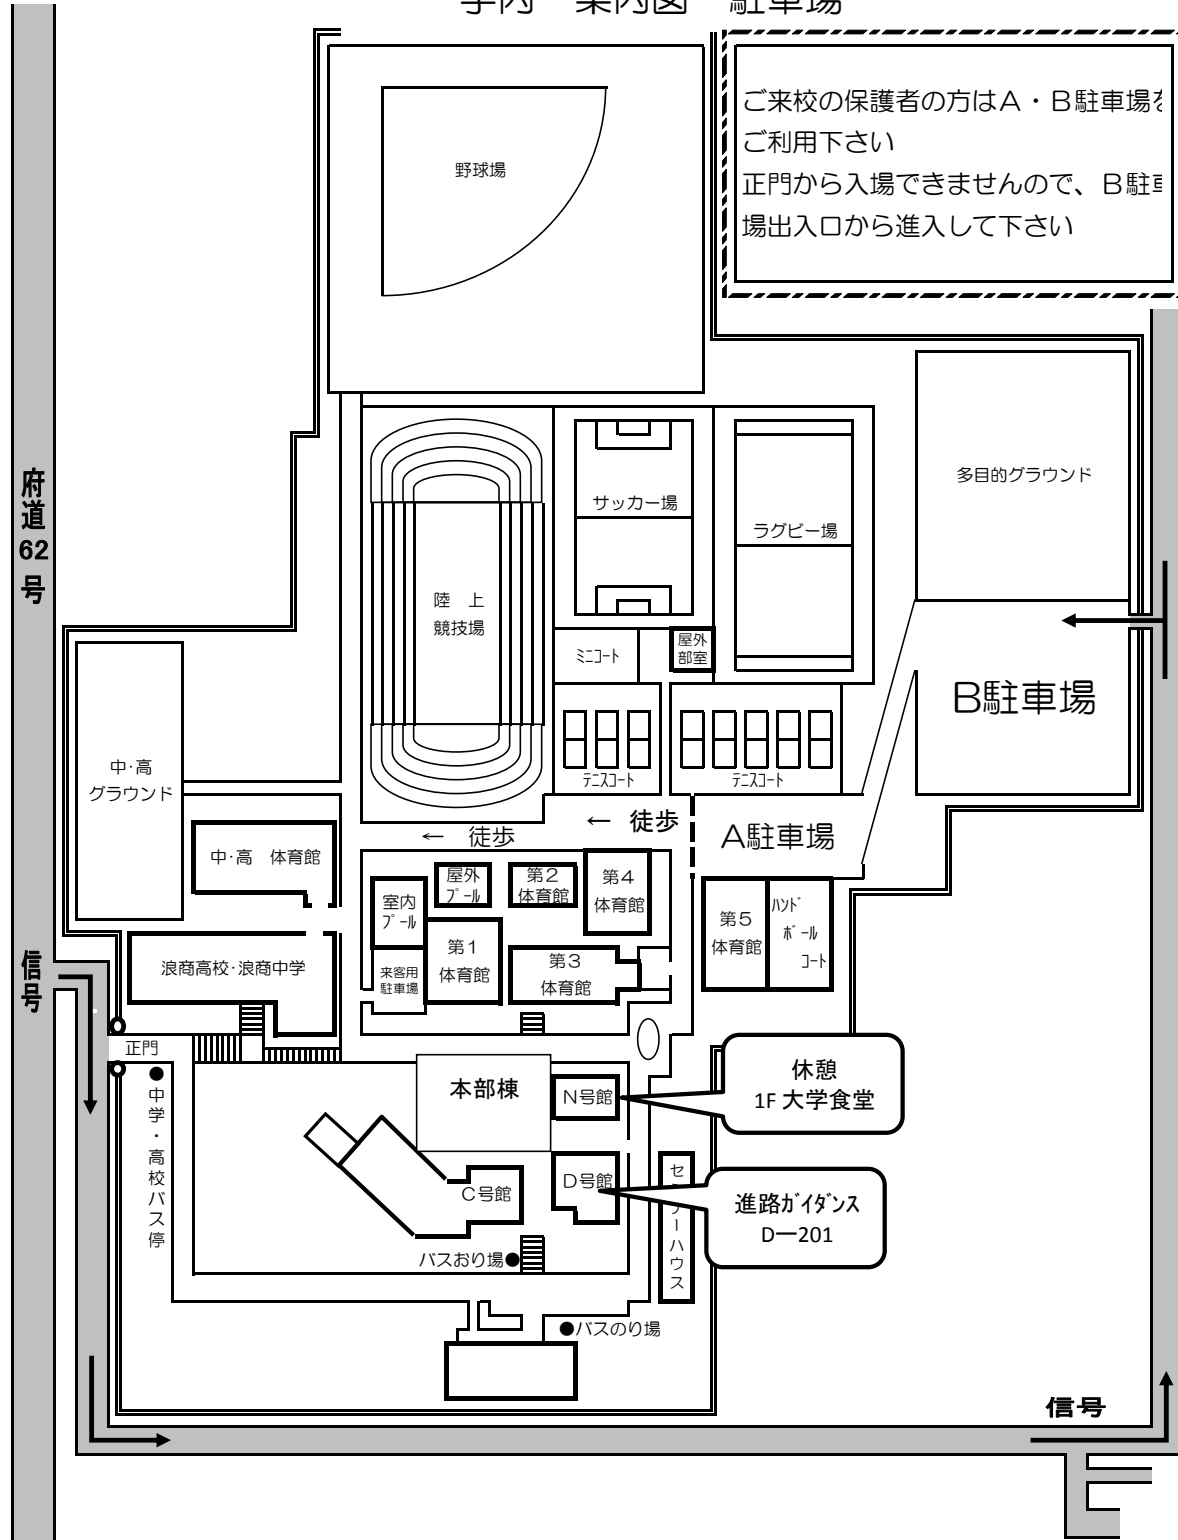 学内 案内図 駐車場
ご来校の保護者の方はA・B駐車場を
ご利用下さい
正門から入場できませんので、B駐車
場出入口から進入して下さい
野球場
府道62号
多目的グラウンド
サッカー場
ラグビー場
陸 上
競技場
ミニコート
屋外
部室
B駐車場
中・高
グラウンド
テニスコート
テニスコート
← 徒歩
← 徒歩
A駐車場
中・高 体育館
屋外
プール
第2
体育館
第4
体育館
室内
プール
第5
体育館
ハンド
ボール
コート
第1
体育館
第3
体育館
来客用
駐車場
浪商高校・浪商中学
信号
正門
●中学・高校バス停
本部棟
N号館
休憩
1F 大学食堂
C号館
D号館
進路ガイダンス
D―201
セ
ナーハウス
バスおり場●
●バスのり場
信号